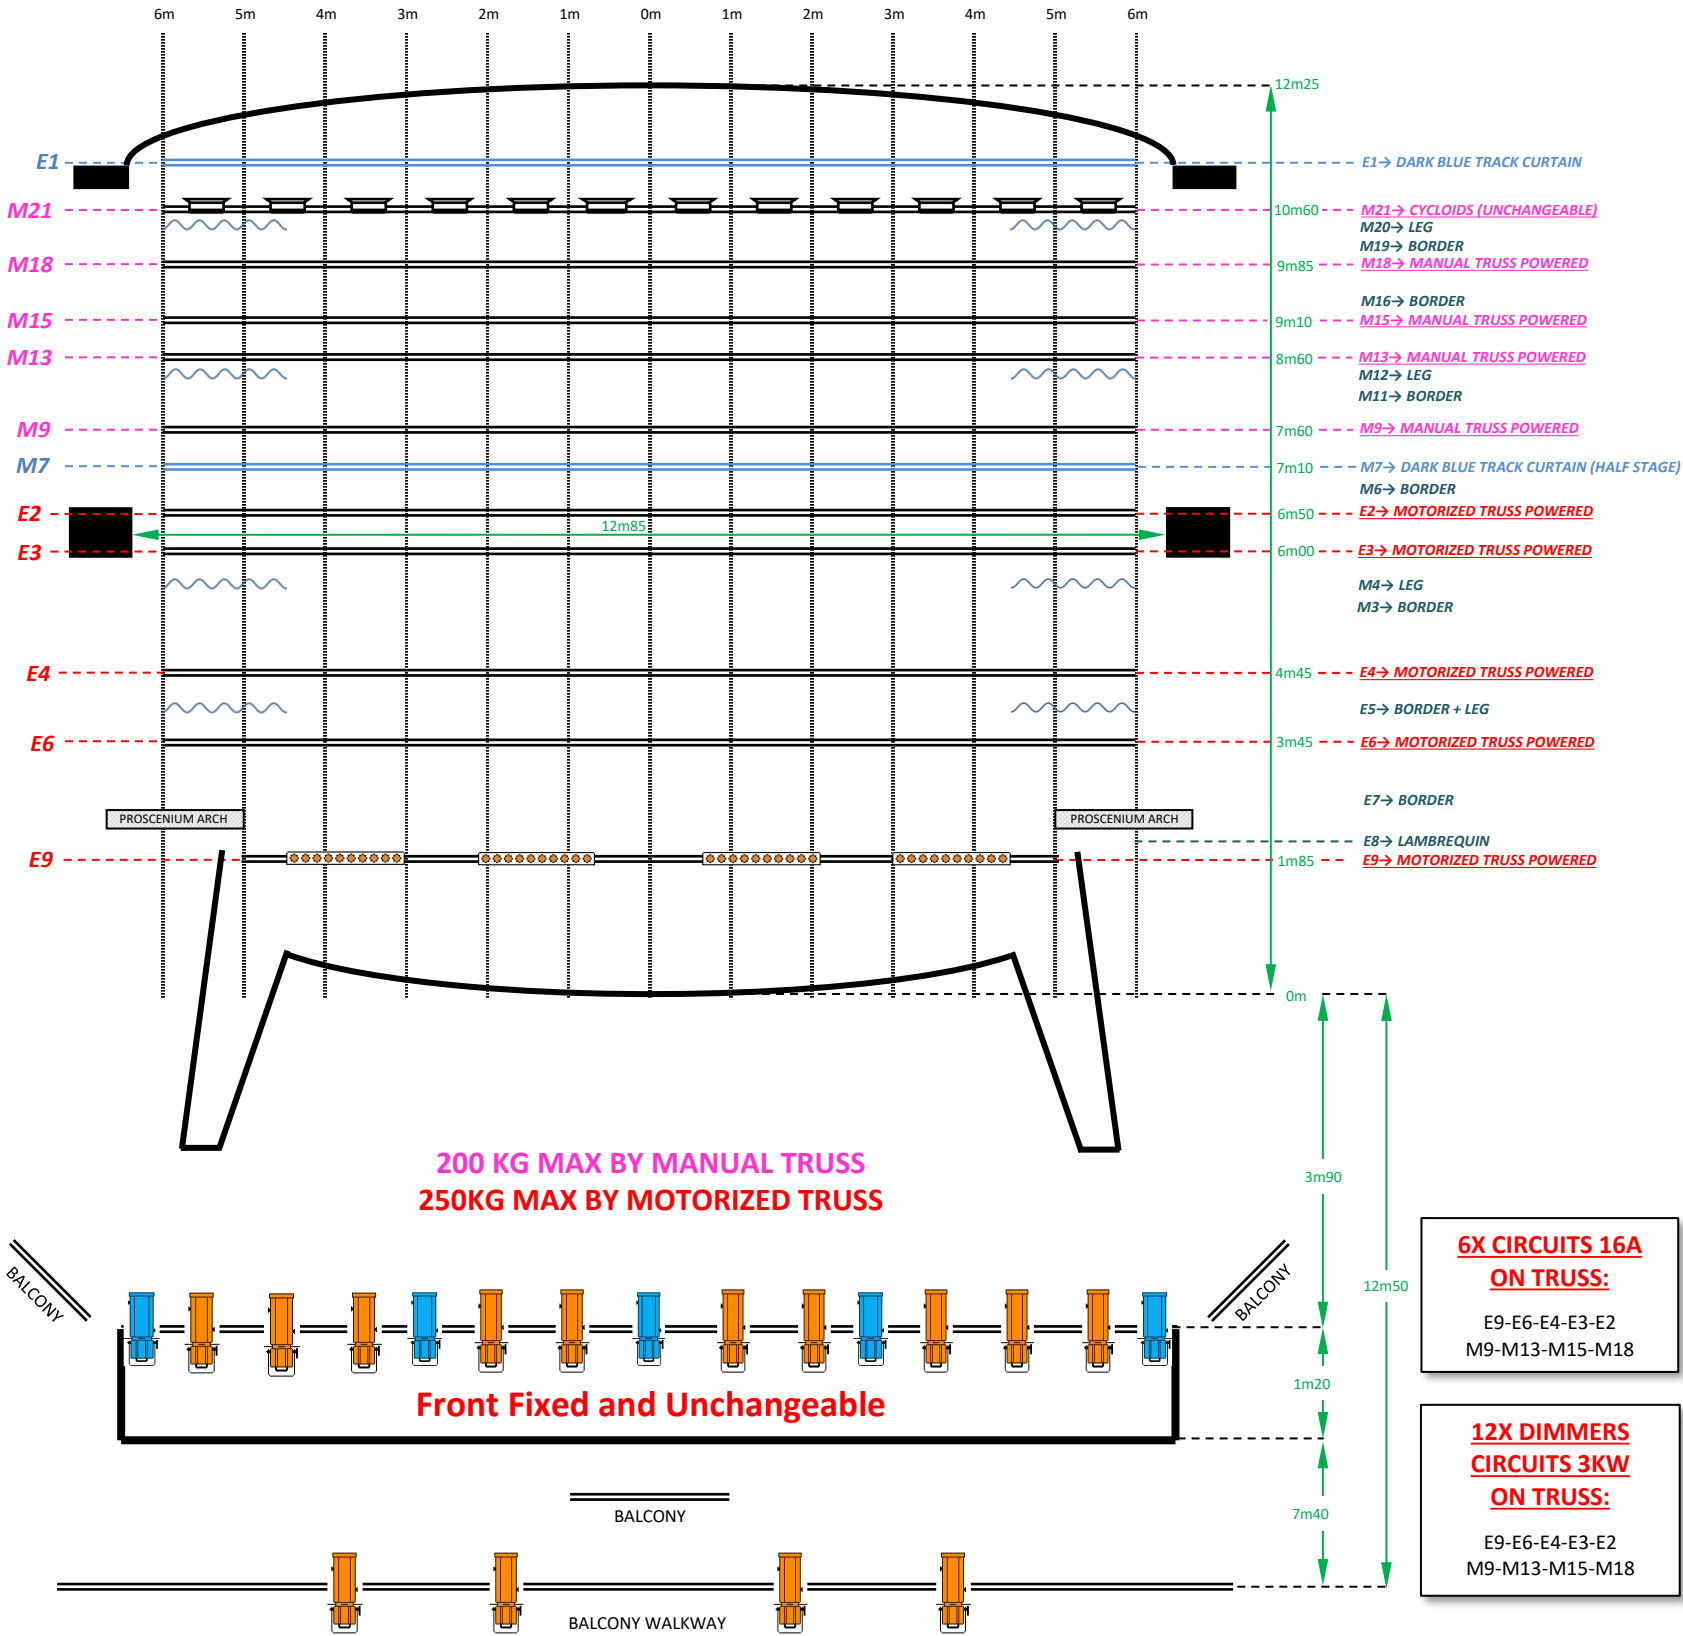 6m 5m 4m 3m 2m 1m 0m 1m 2m 3m 4m 5m 6m
12m25
E1 E1→ DARK BLUE TRACK CURTAIN
M21 10m60 M21→ CYCLOIDS (UNCHANGEABLE)
M20→ LEG
M19→ BORDER
M18 9m85 M18→ MANUAL TRUSS POWERED
M16→ BORDER
M15 9m10 M15→ MANUAL TRUSS POWERED
M13 8m60 M13→ MANUAL TRUSS POWERED
M12→ LEG
M11→ BORDER
M9 7m60 M9→ MANUAL TRUSS POWERED
M7 7m10 M7→ DARK BLUE TRACK CURTAIN (HALF STAGE)
M6→ BORDER
E2 6m50 E2→ MOTORIZED TRUSS POWERED
12m85
E3 6m00 E3→ MOTORIZED TRUSS POWERED
M4→ LEG
M3→ BORDER
E4 4m45 E4→ MOTORIZED TRUSS POWERED
E5→ BORDER + LEG
E6 3m45 E6→ MOTORIZED TRUSS POWERED
E7→ BORDER
PROSCENIUM ARCH PROSCENIUM ARCH
E8→ LAMBREQUIN
E9 1m85 E9→ MOTORIZED TRUSS POWERED
0m
200 KG MAX BY MANUAL TRUSS
250KG MAX BY MOTORIZED TRUSS
3m90
12m50
BALCONY
BALCONY
1m20
Front Fixed and Unchangeable
7m40
BALCONY
BALCONY WALKWAY
6X CIRCUITS 16A
ON TRUSS:
E9-E6-E4-E3-E2
M9-M13-M15-M18
12X DIMMERS
CIRCUITS 3KW
ON TRUSS:
E9-E6-E4-E3-E2
M9-M13-M15-M18